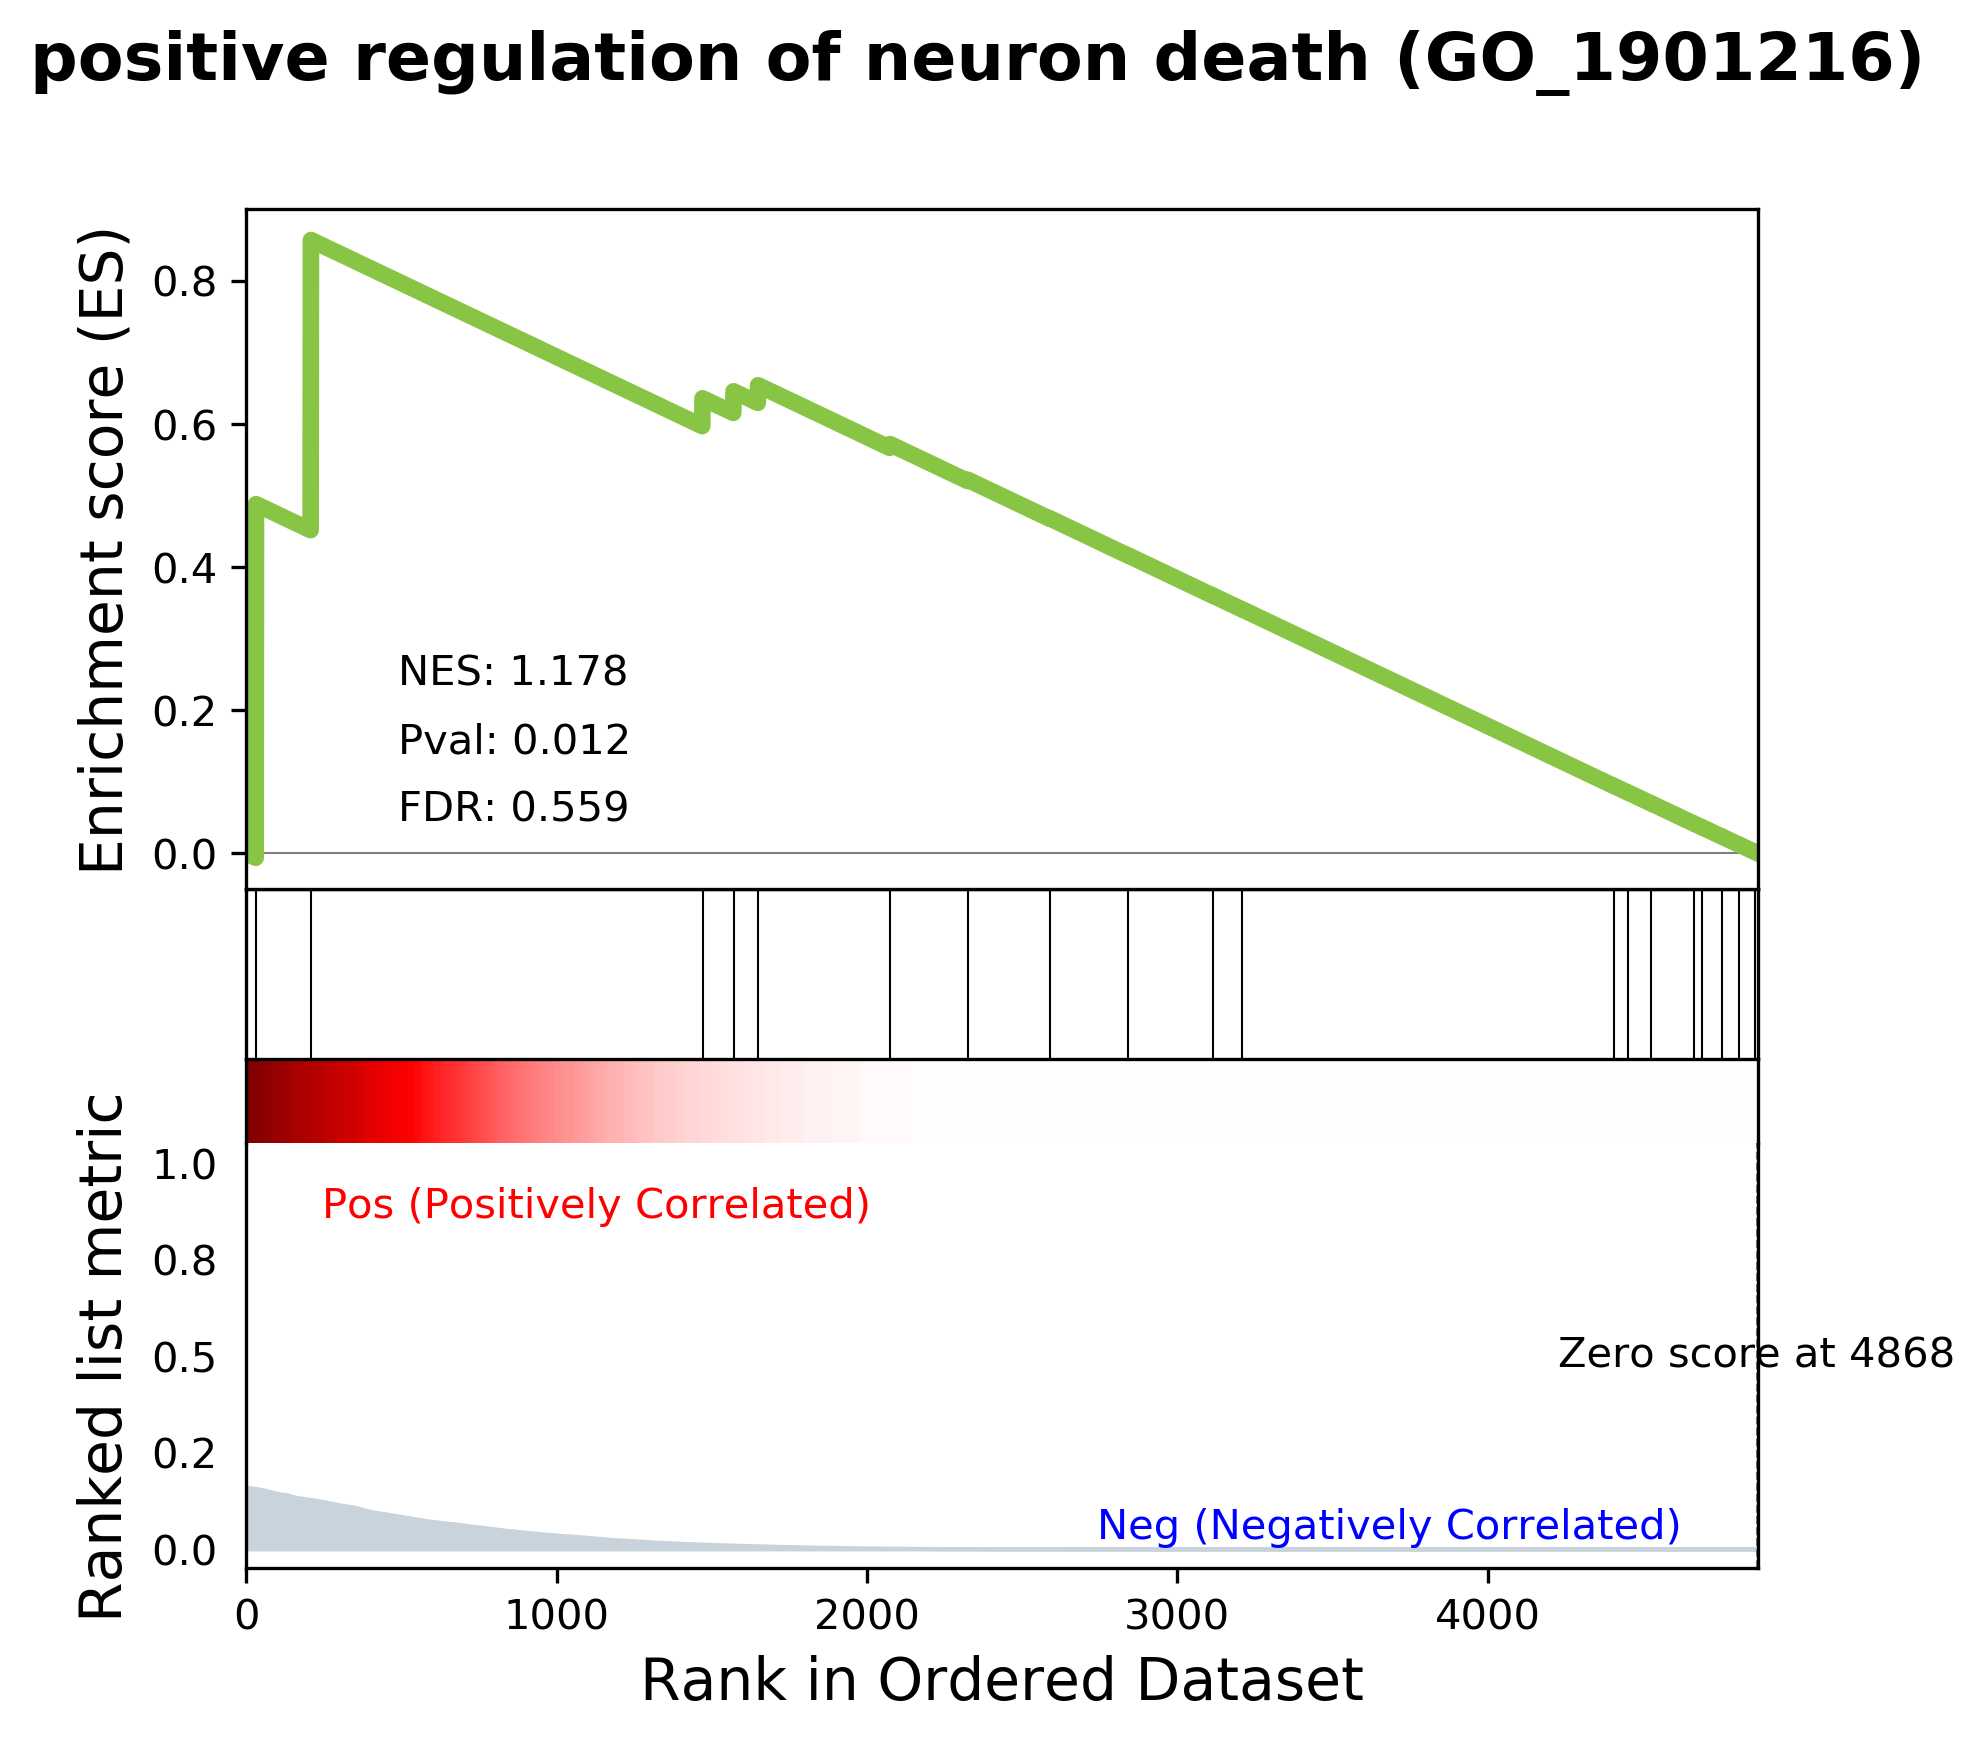 positive regulation of neuron death (GO_1901216)
Enrichment score (ES)
0.8
0.6
0.4
0.2
0.0
NES: 1.178
Pval: 0.012
FDR: 0.559
Ranked list metric
1.0
0.8
0.5
0.2
0.0
Pos (Positively Correlated)
Zero score at 4868
Neg (Negatively Correlated)
0 1000 2000 3000 4000
Rank in Ordered Dataset